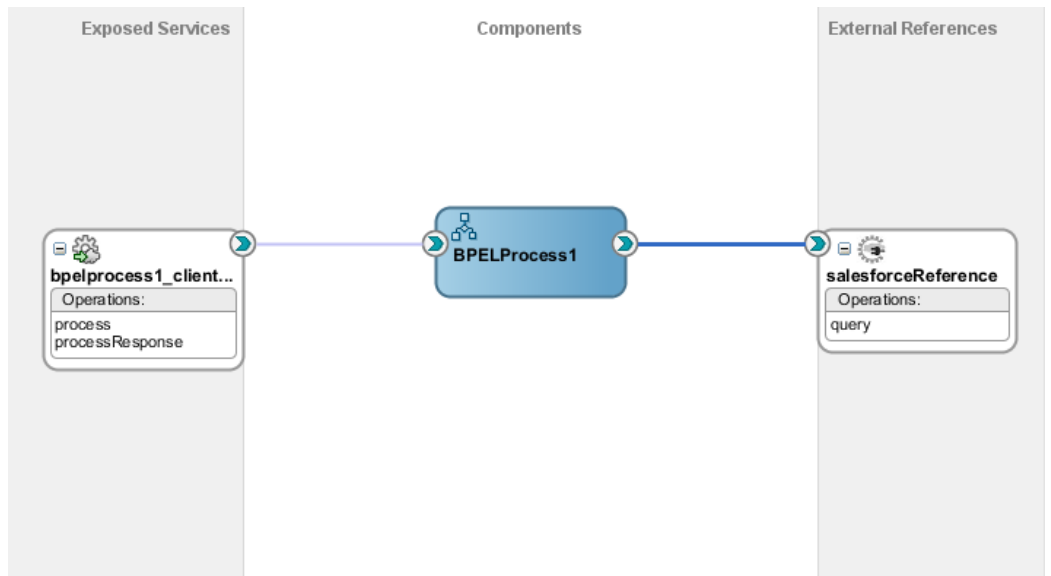 Exposed Services
Components
External References
bpelprocess1_client...
Operations:
process
processResponse
BPELProcess1
salesforceReference
Operations:
query